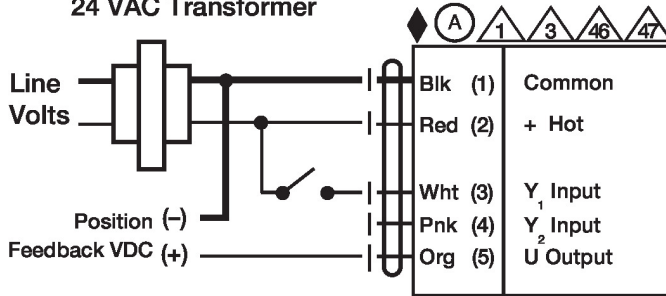 24 VAC Transformer
A 1 3 46 47
Line Volts
Blk (1) Common
Red (2) + Hot
Wht (3) Y1 Input
Pnk (4) Y2 Input
Org (5) U Output
Position (–)
Feedback VDC (+)